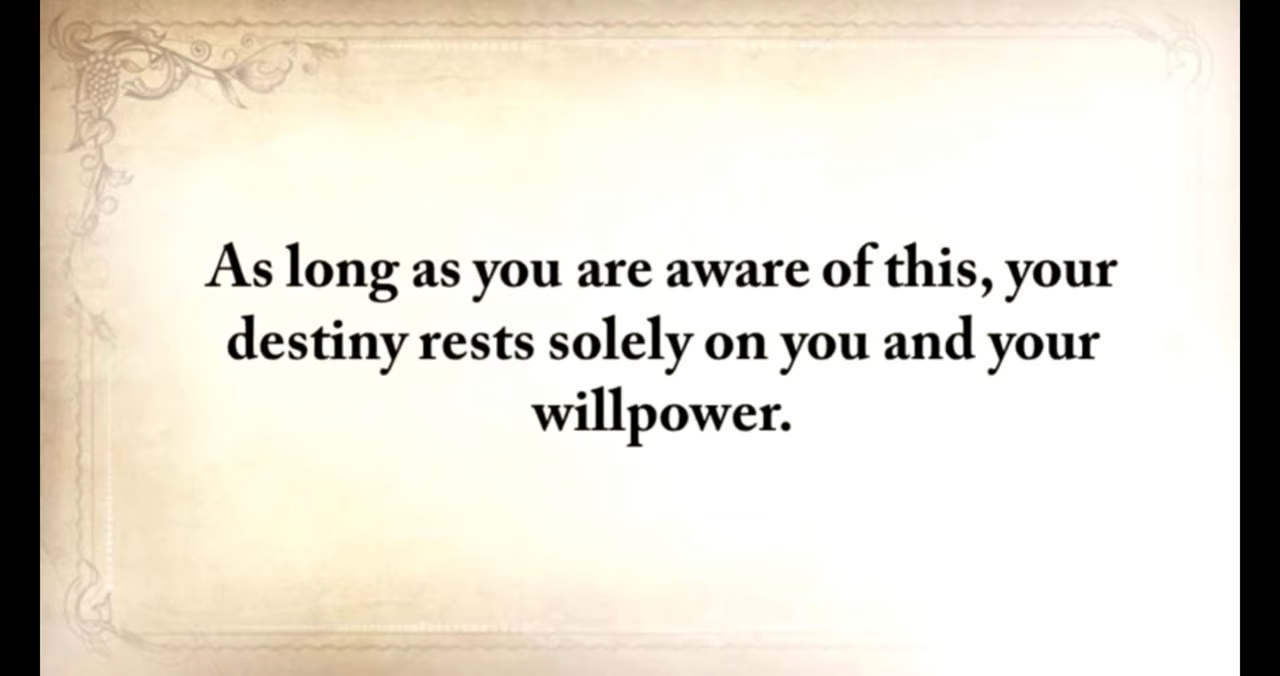 As long as you are aware of this, your
destiny rests solely on you and your
willpower.